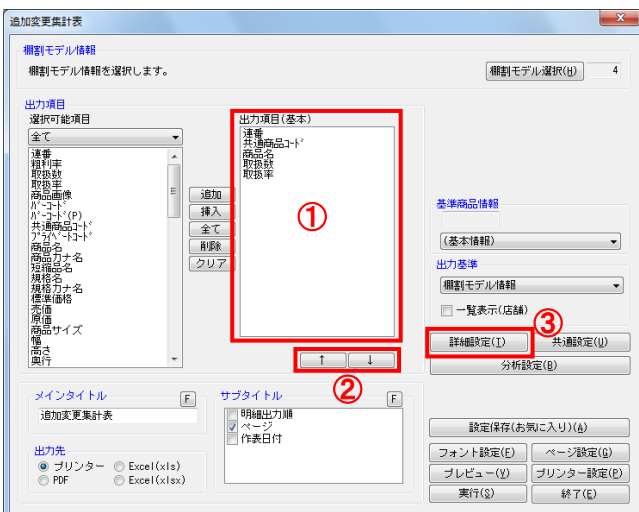 追加変更集計表
棚割モデル情報
棚割モデル情報を選択します。
棚割モデル選択(H) 4
出力項目
選択可能項目
全て
連番
粗利率
取扱数
取扱率
商品画像
ﾊﾞｰｺｰﾄﾞ
ﾊﾞｰｺｰﾄﾞ(P)
共通商品ｺｰﾄﾞ
ﾌﾟﾗｲﾍﾞｰﾄｺｰﾄﾞ
商品名
商品カナ名
短縮品名
規格名
規格カナ名
標準価格
売価
原価
商品サイズ
幅
高さ
奥行
追加
挿入
全て
削除
クリア
出力項目(基本)
連番
共通商品ｺｰﾄﾞ
商品名
取扱数
取扱率
①
↑ ↓
②
基準商品情報
(基本情報)
出力基準
棚割モデル情報
一覧表示(店舗)
③
詳細設定(I) 共通設定(U)
分析設定(B)
メインタイトル F
追加変更集計表
サブタイトル F
明細出力順
ページ
作表日付
出力先
プリンター Excel(xls)
PDF Excel(xlsx)
設定保存(お気に入り)(A)
フォント設定(F) ページ設定(G)
プレビュー(V) プリンター設定(P)
実行(S) 終了(E)